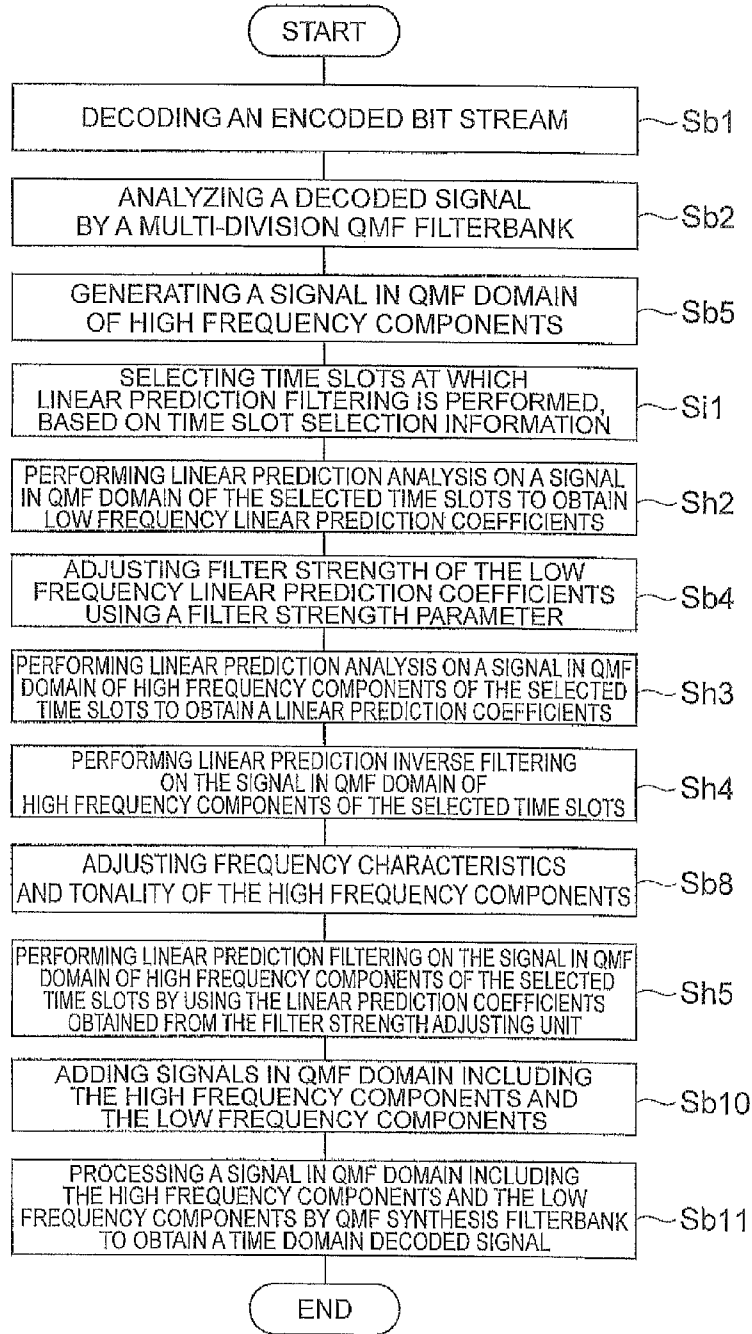 START
DECODING AN ENCODED BIT STREAM
Sb1
ANALYZING A DECODED SIGNAL
BY A MULTI-DIVISION QMF FILTERBANK
Sb2
GENERATING A SIGNAL IN QMF DOMAIN
OF HIGH FREQUENCY COMPONENTS
Sb5
SELECTING TIME SLOTS AT WHICH
LINEAR PREDICTION FILTERING IS PERFORMED,
BASED ON TIME SLOT SELECTION INFORMATION
Si1
PERFORMING LINEAR PREDICTION ANALYSIS ON A SIGNAL
IN QMF DOMAIN OF THE SELECTED TIME SLOTS TO OBTAIN
LOW FREQUENCY LINEAR PREDICTION COEFFICIENTS
Sh2
ADJUSTING FILTER STRENGTH OF THE LOW
FREQUENCY LINEAR PREDICTION COEFFICIENTS
USING A FILTER STRENGTH PARAMETER
Sb4
PERFORMING LINEAR PREDICTION ANALYSIS ON A SIGNAL IN QMF
DOMAIN OF HIGH FREQUENCY COMPONENTS OF THE SELECTED
TIME SLOTS TO OBTAIN A LINEAR PREDICTION COEFFICIENTS
Sh3
PERFORMNG LINEAR PREDICTION INVERSE FILTERING
ON THE SIGNAL IN QMF DOMAIN OF
HIGH FREQUENCY COMPONENTS OF THE SELECTED TIME SLOTS
Sh4
ADJUSTING FREQUENCY CHARACTERISTICS
AND TONALITY OF THE HIGH FREQUENCY COMPONENTS
Sb8
PERFORMING LINEAR PREDICTION FILTERING ON THE SIGNAL IN QMF
DOMAIN OF HIGH FREQUENCY COMPONENTS OF THE SELECTED
TIME SLOTS BY USING THE LINEAR PREDICTION COEFFICIENTS
OBTAINED FROM THE FILTER STRENGTH ADJUSTING UNIT
Sh5
ADDING SIGNALS IN QMF DOMAIN INCLUDING
THE HIGH FREQUENCY COMPONENTS AND
THE LOW FREQUENCY COMPONENTS
Sb10
PROCESSING A SIGNAL IN QMF DOMAIN INCLUDING
THE HIGH FREQUENCY COMPONENTS AND THE LOW
FREQUENCY COMPONENTS BY QMF SYNTHESIS FILTERBANK
TO OBTAIN A TIME DOMAIN DECODED SIGNAL
Sb11
END